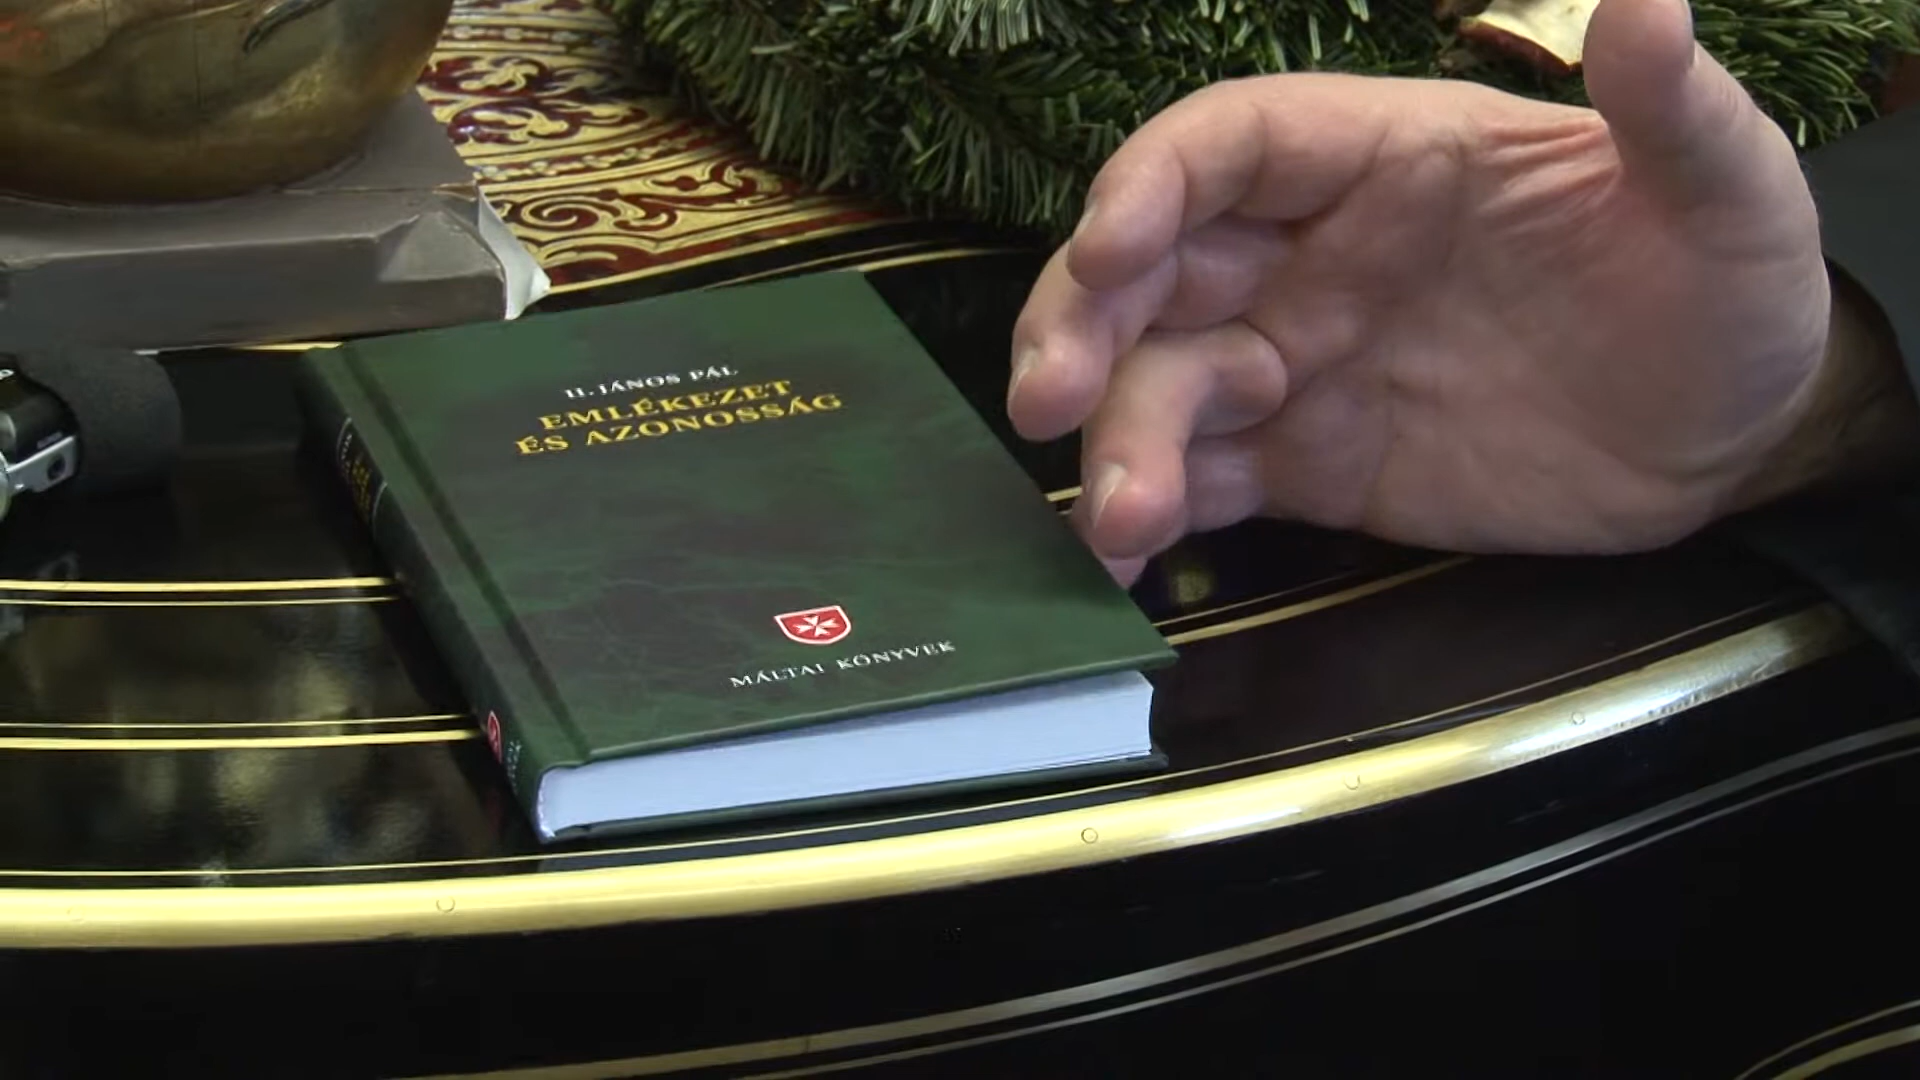 II. JÁNOS PÁL
EMLÉKEZET
ÉS AZONOSSÁG
MÁLTAI KÖNYVEK